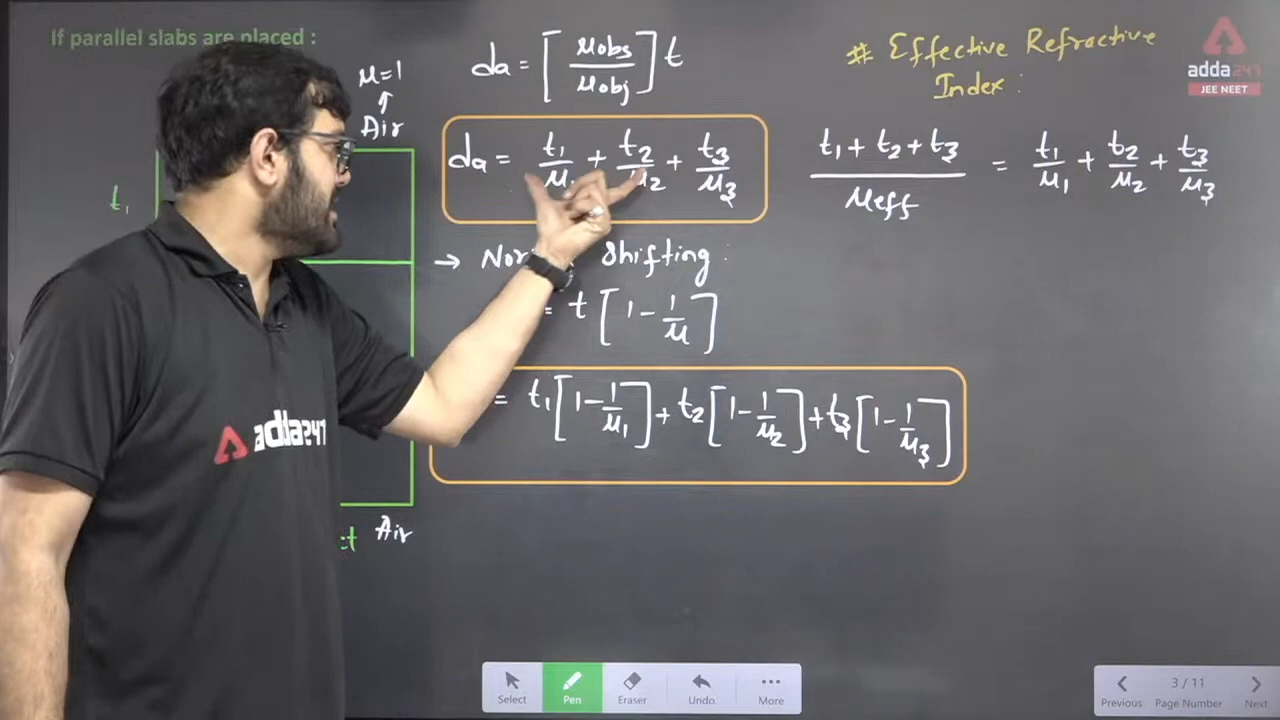 If parallel slabs are placed :
μ=1
↑
Air
t₁
ct
Air
da = [μobs/μobj] t
da = t₁/μ₁ + t₂/μ₂ + t₃/μ₃
→ Shifting :
= t [1 - 1/μ]
= t₁[1 - 1/μ₁] + t₂[1 - 1/μ₂] + t₃[1 - 1/μ₃]
# Effective Refractive
Index :
(t₁ + t₂ + t₃)/μeff = t₁/μ₁ + t₂/μ₂ + t₃/μ₃
adda247
JEE NEET
adda247
Select
Pen
Eraser
Undo
More
3 / 11
Previous Page Number Next